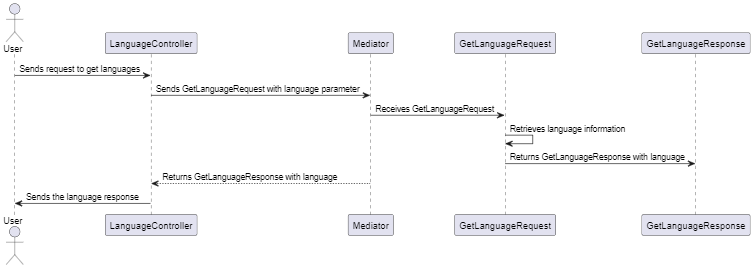 User
LanguageController
Mediator
GetLanguageRequest
GetLanguageResponse
Sends request to get languages
Sends GetLanguageRequest with language parameter
Receives GetLanguageRequest
Retrieves language information
Returns GetLanguageResponse with language
Returns GetLanguageResponse with language
Sends the language response
User
LanguageController
Mediator
GetLanguageRequest
GetLanguageResponse